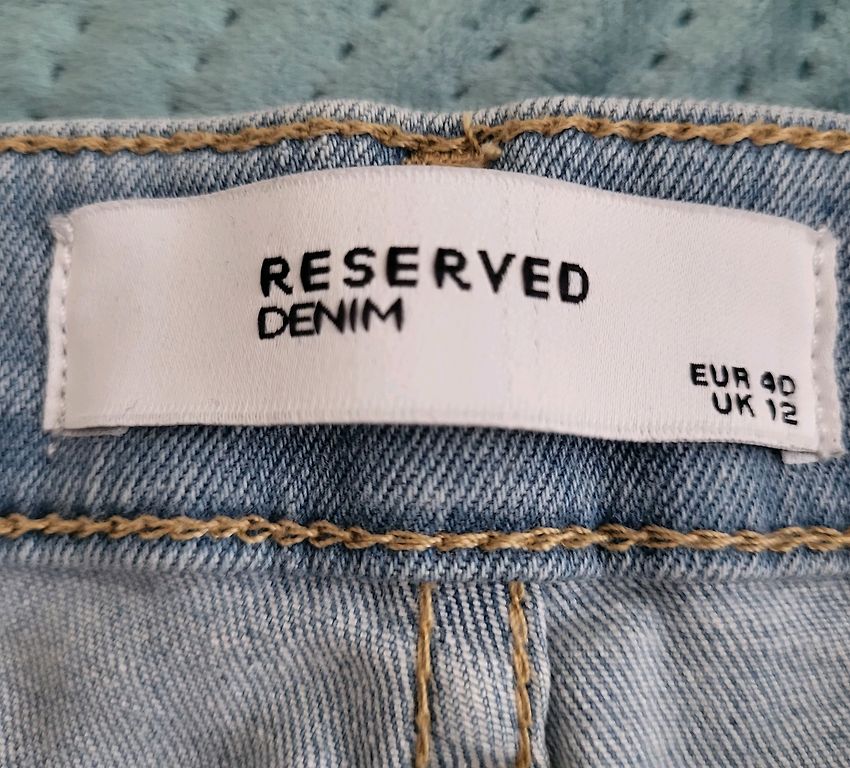 RESERVED
DENIM
EUR 40
UK 12